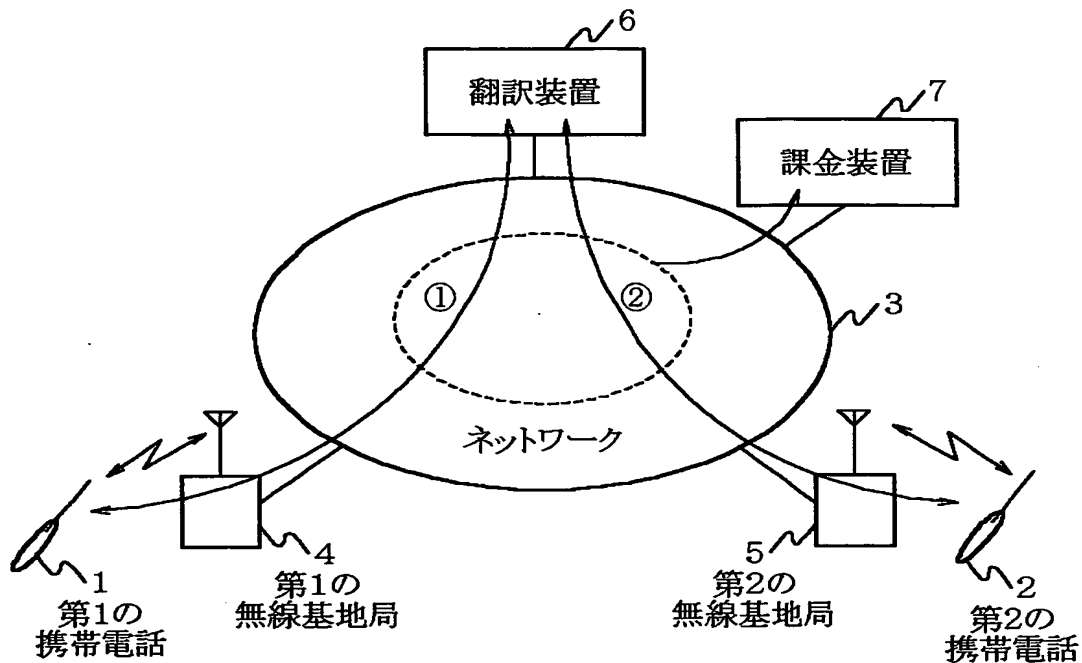 6
翻訳装置
7
課金装置
①
②
3
ネットワーク
4
第1の
無線基地局
5
第2の
無線基地局
1
第1の
携帯電話
2
第2の
携帯電話